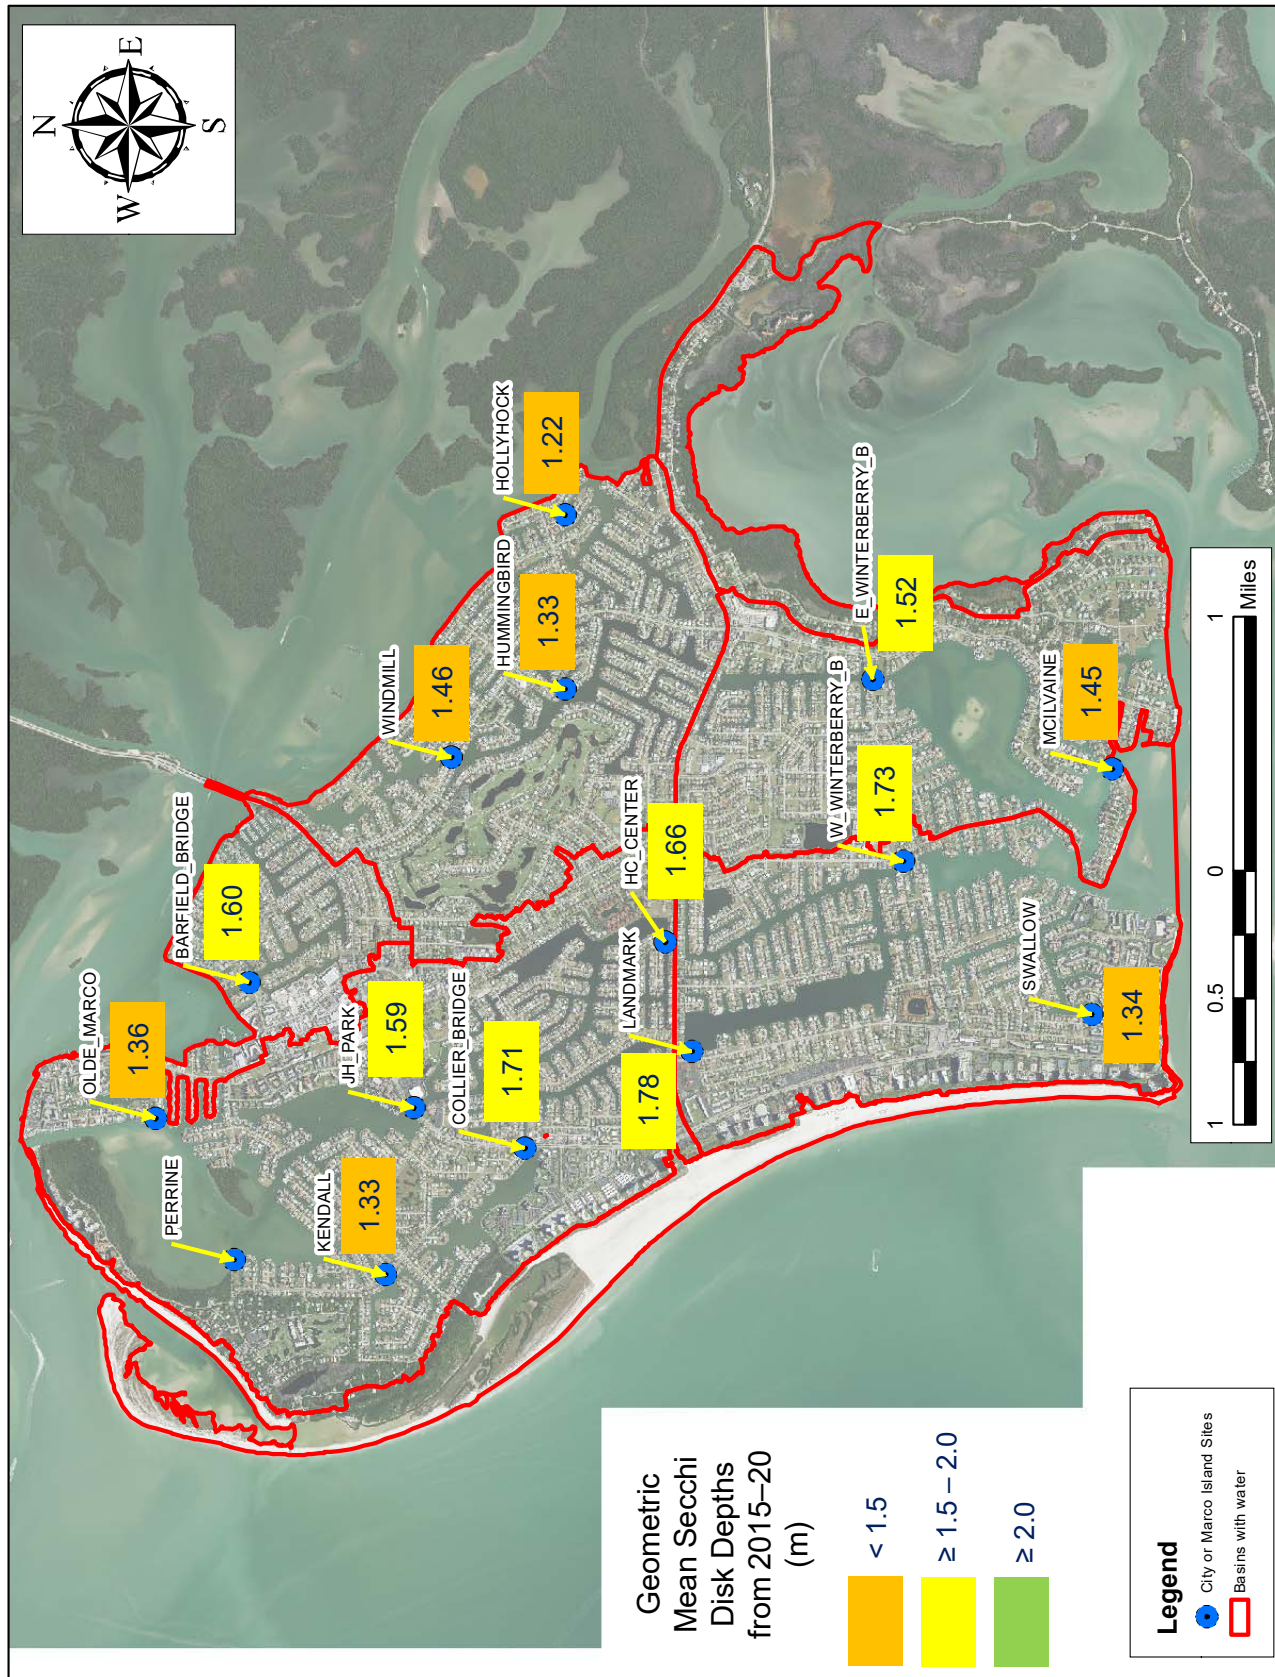 N
E
S
W
OLDE_MARCO
1.36
BARFIELD_BRIDGE
1.60
WINDMILL
1.46
HUMMINGBIRD
1.33
HOLLYHOCK
1.22
PERRINE
KENDALL
1.33
JH_PARK
1.59
COLLIER_BRIDGE
1.71
LANDMARK
1.78
HC_CENTER
1.66
W_WINTERBERRY_B
1.73
E_WINTERBERRY_B
1.52
SWALLOW
1.34
MCILVAINE
1.45
Geometric
Mean Secchi
Disk Depths
from 2015–20
(m)
< 1.5
≥ 1.5 – 2.0
≥ 2.0
Legend
City or Marco Island Sites
Basins with water
1 0.5 0 1
Miles